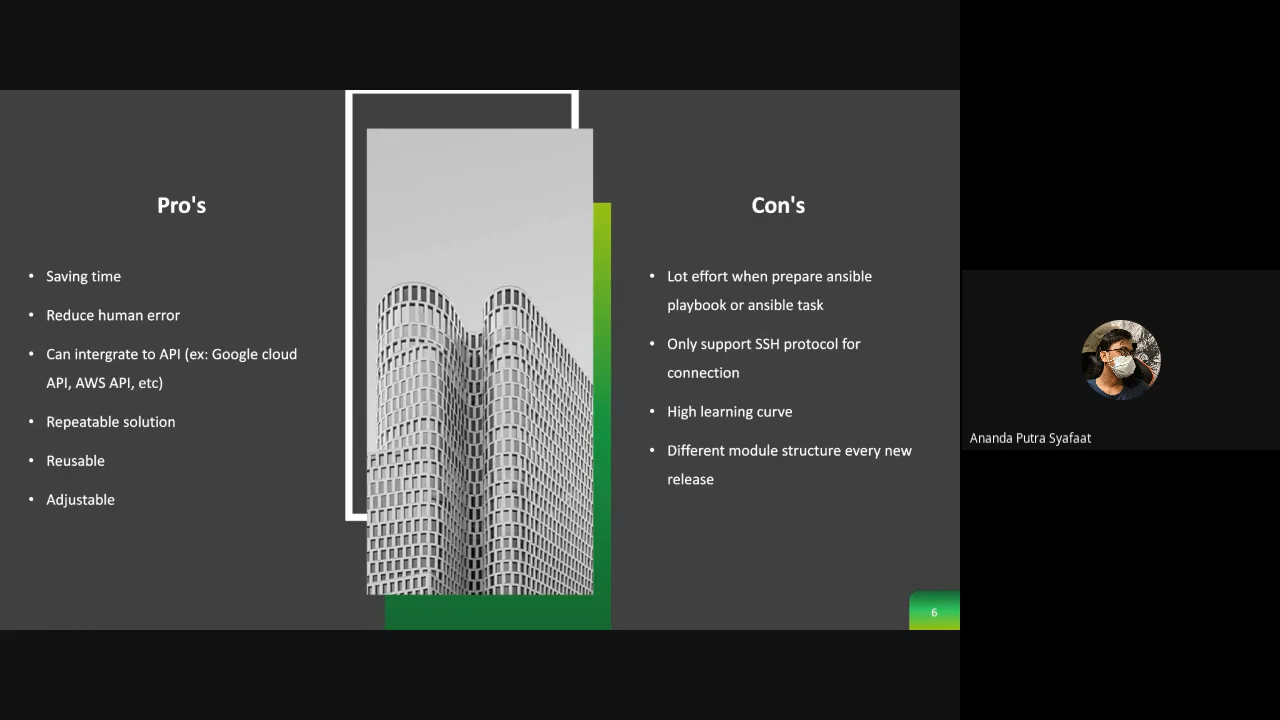 Pro's
• Saving time
• Reduce human error
• Can intergrate to API (ex: Google cloud
API, AWS API, etc)
• Repeatable solution
• Reusable
• Adjustable
Con's
• Lot effort when prepare ansible
playbook or ansible task
• Only support SSH protocol for
connection
• High learning curve
• Different module structure every new
release
6
Ananda Putra Syafaat